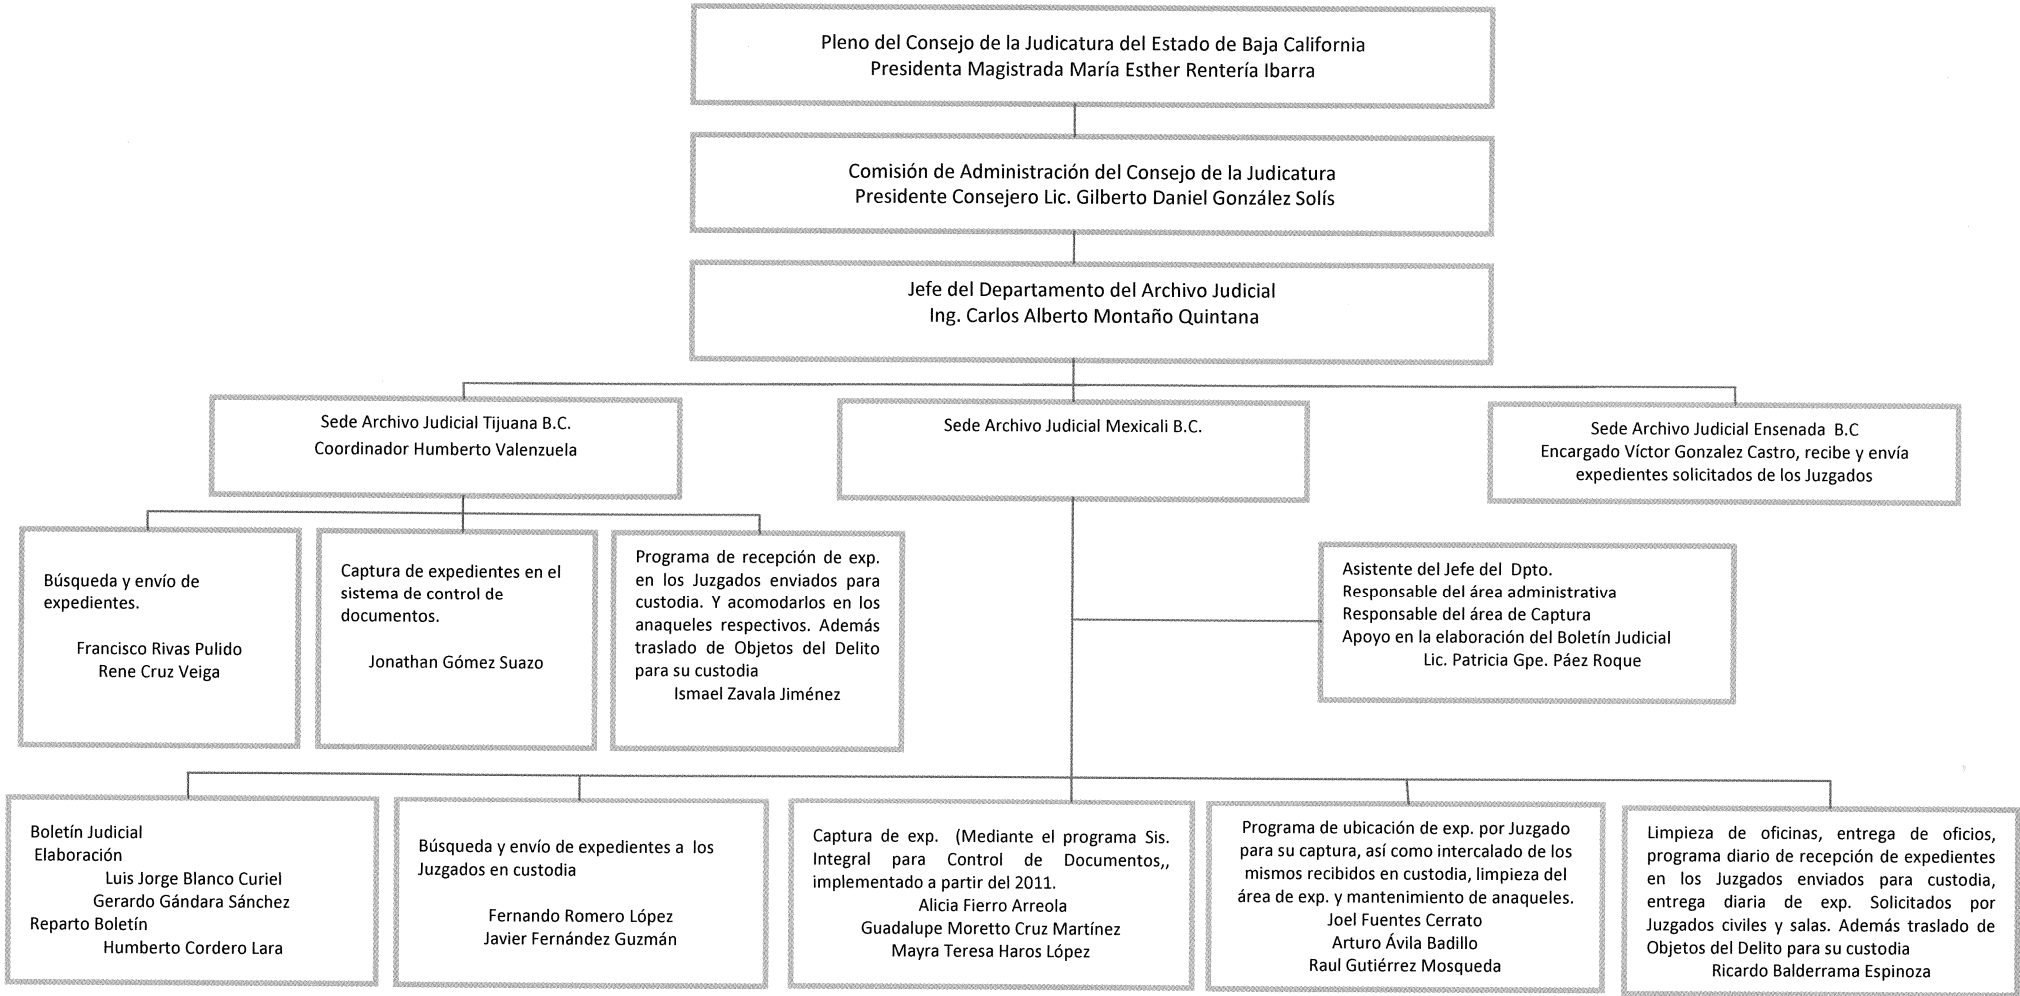 Pleno del Consejo de la Judicatura del Estado de Baja California
Presidenta Magistrada María Esther Rentería Ibarra
Comisión de Administración del Consejo de la Judicatura
Presidente Consejero Lic. Gilberto Daniel González Solís
Jefe del Departamento del Archivo Judicial
Ing. Carlos Alberto Montaño Quintana
Sede Archivo Judicial Tijuana B.C.
Coordinador Humberto Valenzuela
Sede Archivo Judicial Mexicali B.C.
Sede Archivo Judicial Ensenada B.C
Encargado Víctor Gonzalez Castro, recibe y envía
expedientes solicitados de los Juzgados
Búsqueda y envío de
expedientes.
Francisco Rivas Pulido
Rene Cruz Veiga
Captura de expedientes en el
sistema de control de
documentos.
Jonathan Gómez Suazo
Programa de recepción de exp.
en los Juzgados enviados para
custodia. Y acomodarlos en los
anaqueles respectivos. Además
traslado de Objetos del Delito
para su custodia
Ismael Zavala Jiménez
Asistente del Jefe del Dpto.
Responsable del área administrativa
Responsable del área de Captura
Apoyo en la elaboración del Boletín Judicial
Lic. Patricia Gpe. Páez Roque
Boletín Judicial
Elaboración
Luis Jorge Blanco Curiel
Gerardo Gándara Sánchez
Reparto Boletín
Humberto Cordero Lara
Búsqueda y envío de expedientes a los
Juzgados en custodia
Fernando Romero López
Javier Fernández Guzmán
Captura de exp. (Mediante el programa Sis.
Integral para Control de Documentos,,
implementado a partir del 2011.
Alicia Fierro Arreola
Guadalupe Moretto Cruz Martínez
Mayra Teresa Haros López
Programa de ubicación de exp. por Juzgado
para su captura, así como intercalado de los
mismos recibidos en custodia, limpieza del
área de exp. y mantenimiento de anaqueles.
Joel Fuentes Cerrato
Arturo Ávila Badillo
Raul Gutiérrez Mosqueda
Limpieza de oficinas, entrega de oficios,
programa diario de recepción de expedientes
en los Juzgados enviados para custodia,
entrega diaria de exp. Solicitados por
Juzgados civiles y salas. Además traslado de
Objetos del Delito para su custodia
Ricardo Balderrama Espinoza